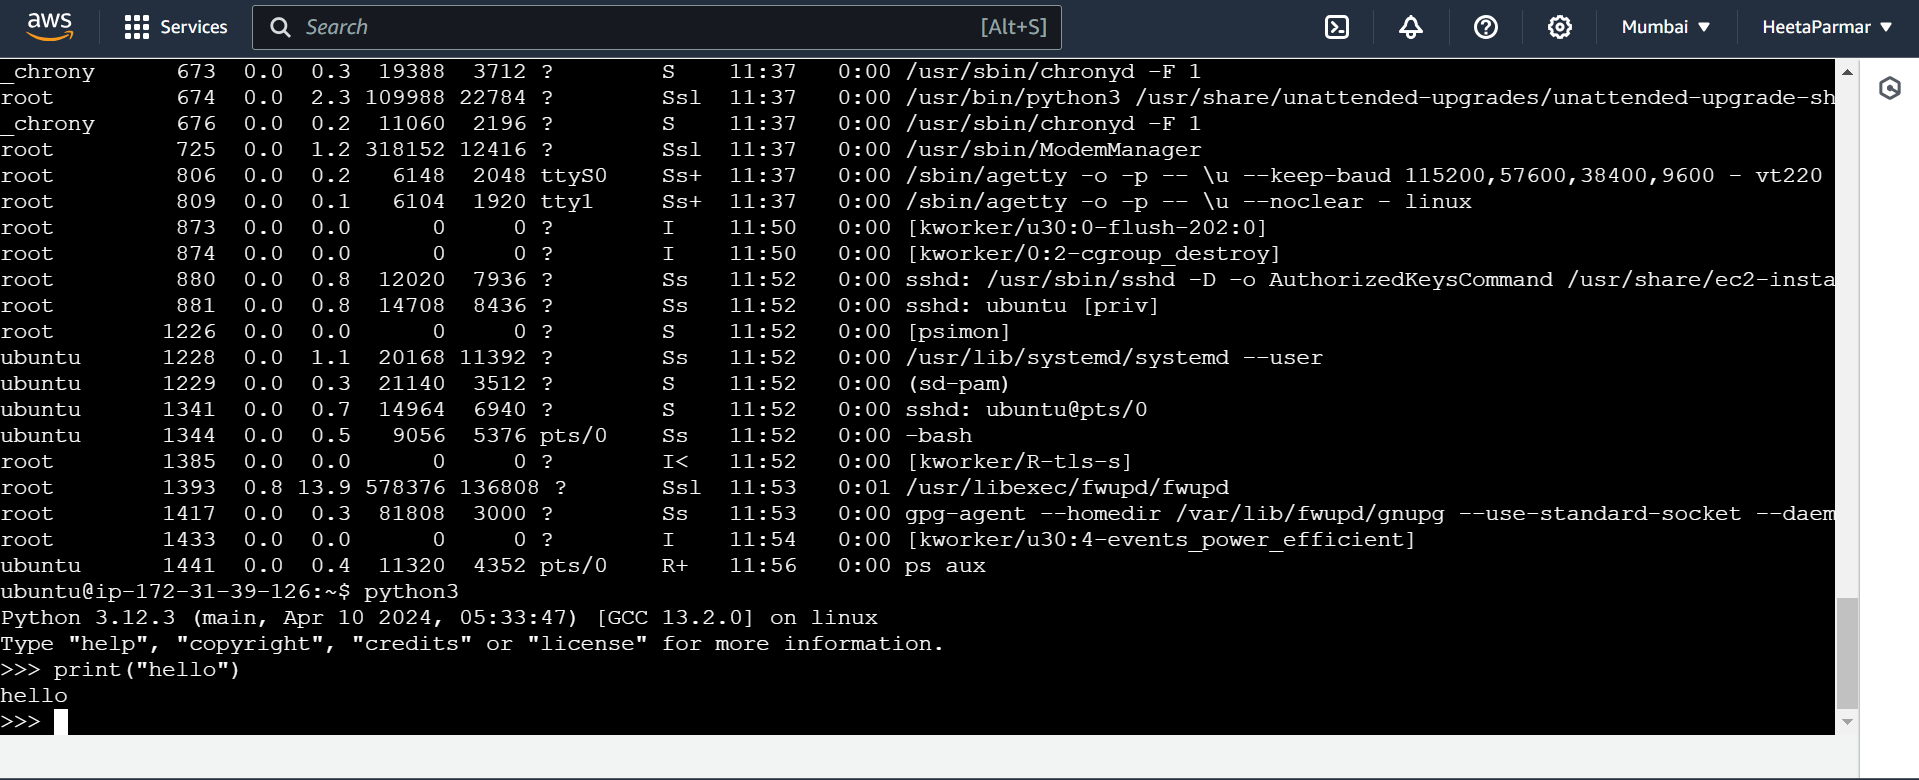 aws Services Search [Alt+S] Mumbai HeetaParmar
_chrony 673 0.0 0.3 19388 3712 ? S 11:37 0:00 /usr/sbin/chronyd -F 1
root 674 0.0 2.3 109988 22784 ? Ssl 11:37 0:00 /usr/bin/python3 /usr/share/unattended-upgrades/unattended-upgrade-sh
_chrony 676 0.0 0.2 11060 2196 ? S 11:37 0:00 /usr/sbin/chronyd -F 1
root 725 0.0 1.2 318152 12416 ? Ssl 11:37 0:00 /usr/sbin/ModemManager
root 806 0.0 0.2 6148 2048 ttyS0 Ss+ 11:37 0:00 /sbin/agetty -o -p -- \u --keep-baud 115200,57600,38400,9600 - vt220
root 809 0.0 0.1 6104 1920 tty1 Ss+ 11:37 0:00 /sbin/agetty -o -p -- \u --noclear - linux
root 873 0.0 0.0 0 0 ? I 11:50 0:00 [kworker/u30:0-flush-202:0]
root 874 0.0 0.0 0 0 ? I 11:50 0:00 [kworker/0:2-cgroup_destroy]
root 880 0.0 0.8 12020 7936 ? Ss 11:52 0:00 sshd: /usr/sbin/sshd -D -o AuthorizedKeysCommand /usr/share/ec2-insta
root 881 0.0 0.8 14708 8436 ? Ss 11:52 0:00 sshd: ubuntu [priv]
root 1226 0.0 0.0 0 0 ? S 11:52 0:00 [psimon]
ubuntu 1228 0.0 1.1 20168 11392 ? Ss 11:52 0:00 /usr/lib/systemd/systemd --user
ubuntu 1229 0.0 0.3 21140 3512 ? S 11:52 0:00 (sd-pam)
ubuntu 1341 0.0 0.7 14964 6940 ? S 11:52 0:00 sshd: ubuntu@pts/0
ubuntu 1344 0.0 0.5 9056 5376 pts/0 Ss 11:52 0:00 -bash
root 1385 0.0 0.0 0 0 ? I< 11:52 0:00 [kworker/R-tls-s]
root 1393 0.8 13.9 578376 136808 ? Ssl 11:53 0:01 /usr/libexec/fwupd/fwupd
root 1417 0.0 0.3 81808 3000 ? Ss 11:53 0:00 gpg-agent --homedir /var/lib/fwupd/gnupg --use-standard-socket --daem
root 1433 0.0 0.0 0 0 ? I 11:54 0:00 [kworker/u30:4-events_power_efficient]
ubuntu 1441 0.0 0.4 11320 4352 pts/0 R+ 11:56 0:00 ps aux
ubuntu@ip-172-31-39-126:~$ python3
Python 3.12.3 (main, Apr 10 2024, 05:33:47) [GCC 13.2.0] on linux
Type "help", "copyright", "credits" or "license" for more information.
>>> print("hello")
hello
>>>